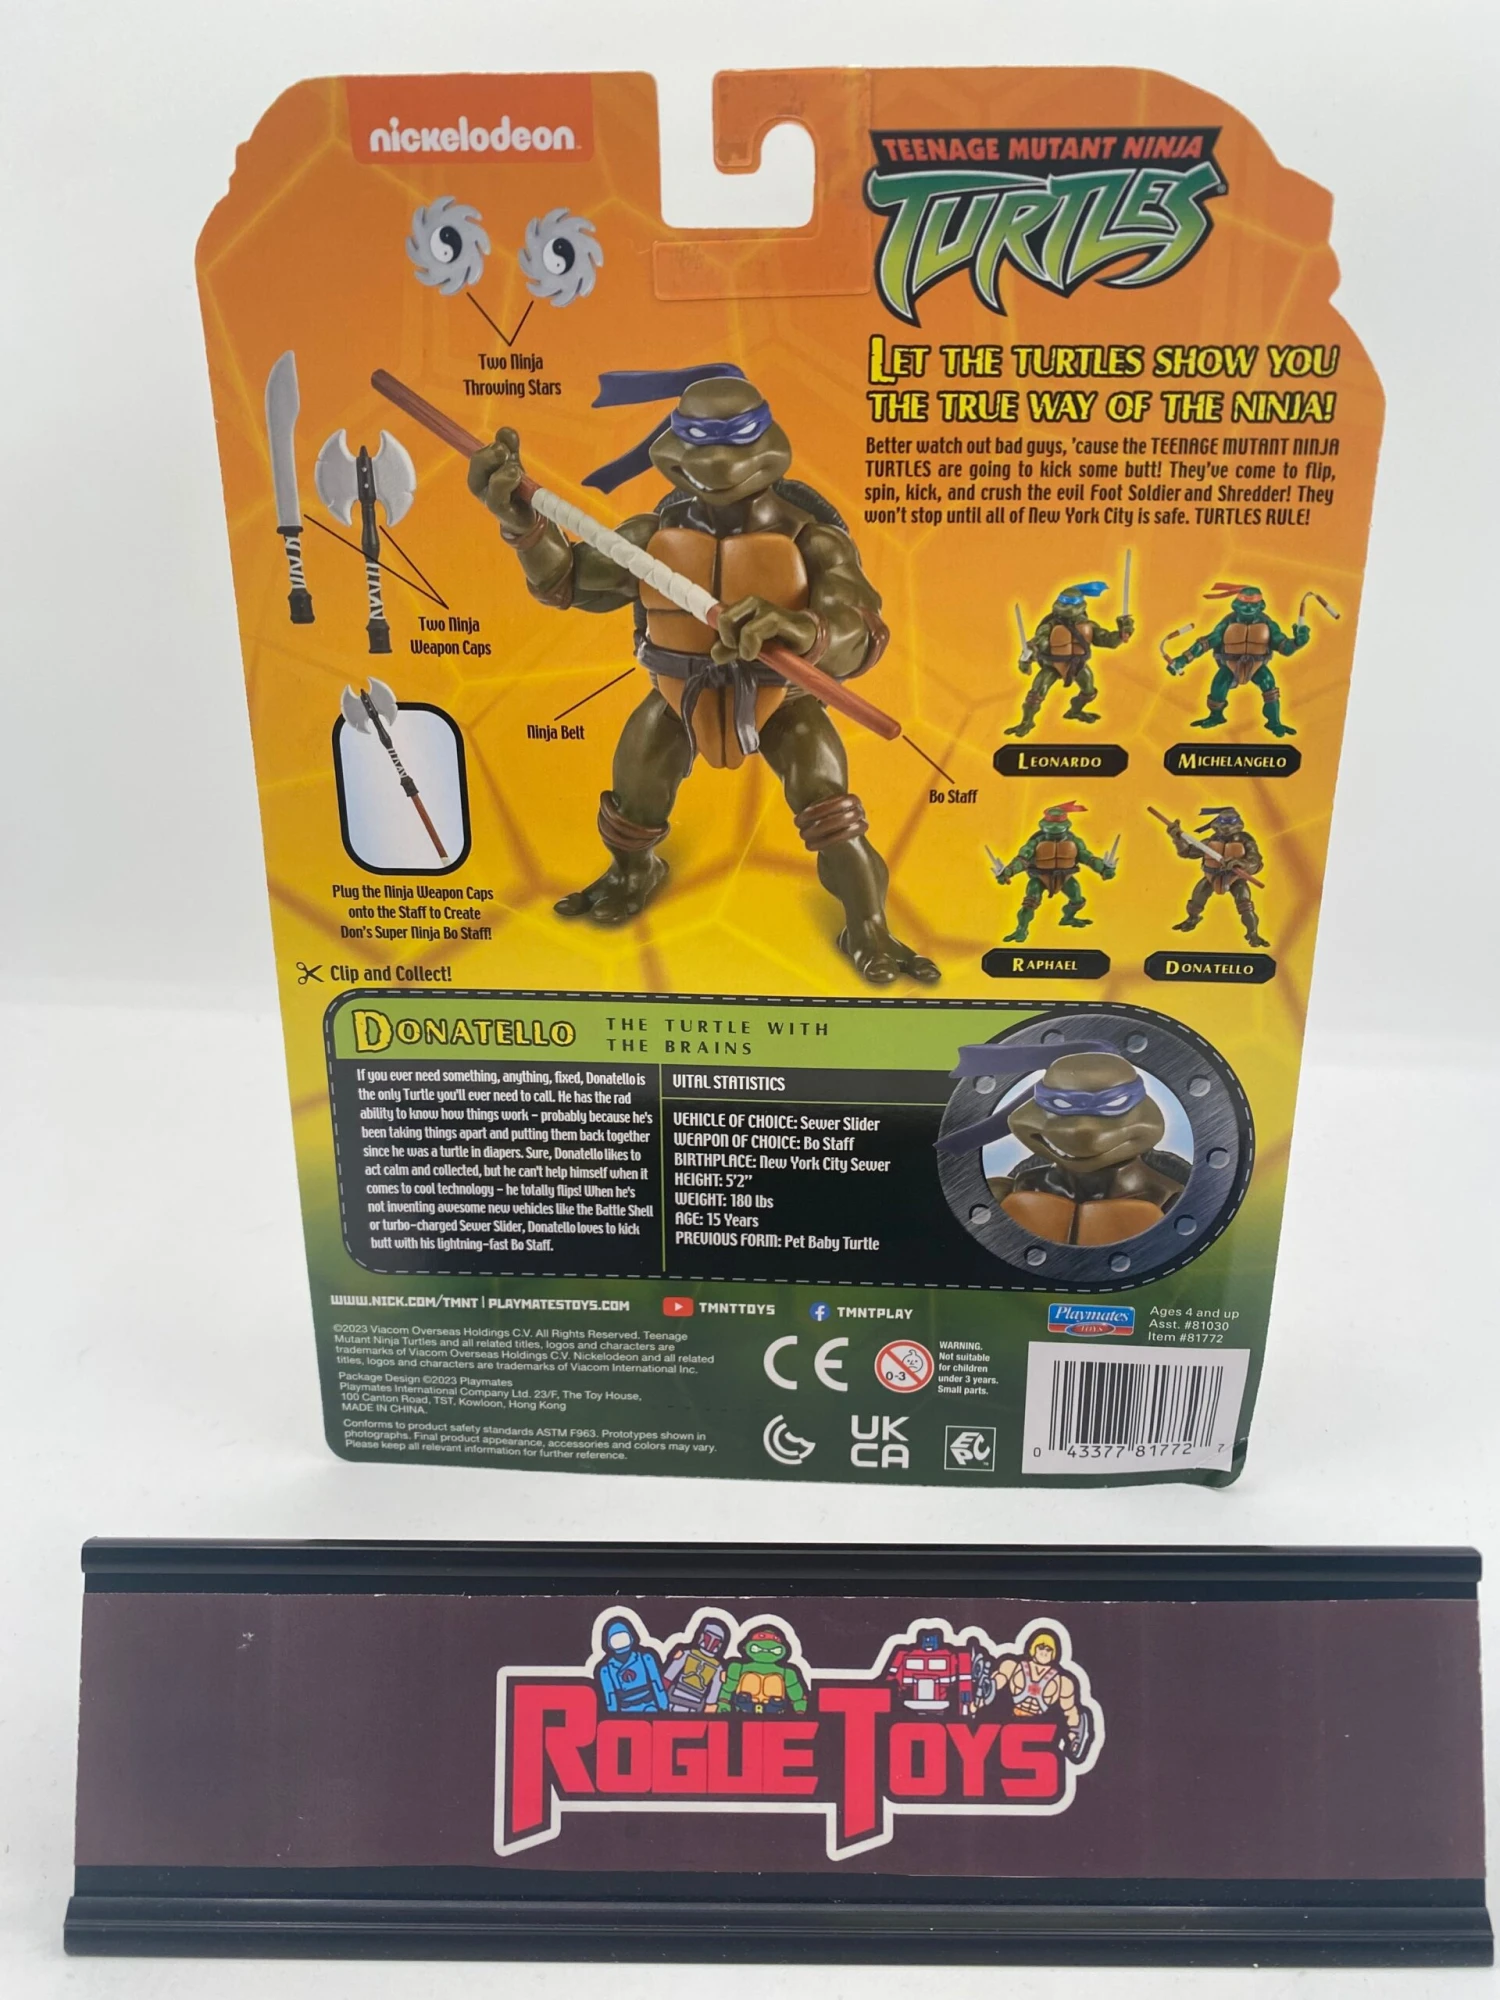 nickelodeon
TEENAGE MUTANT NINJA
TURTLES
Two Ninja
Throwing Stars
LET THE TURTLES SHOW YOU
THE TRUE WAY OF THE NINJA!
Better watch out bad guys, 'cause the TEENAGE MUTANT NINJA
TURTLES are going to kick some butt! They've come to flip,
spin, kick, and crush the evil Foot Soldier and Shredder! They
won't stop until all of New York City is safe. TURTLES RULE!
Two Ninja
Weapon Caps
Ninja Belt
Bo Staff
LEONARDO
MICHELANGELO
RAPHAEL
DONATELLO
Plug the Ninja Weapon Caps
onto the Staff to Create
Don's Super Ninja Bo Staff!
Clip and Collect!
DONATELLO
THE TURTLE WITH
THE BRAINS
If you ever need something, anything, fixed, Donatello is
the only Turtle you'll ever need to call. He has the rad
ability to know how things work – probably because he's
been taking things apart and putting them back together
since he was a turtle in diapers. Sure, Donatello likes to
act calm and collected, but he can't help himself when it
comes to cool technology – he totally flips! When he's
not inventing awesome new vehicles like the Battle Shell
or turbo-charged Sewer Slider, Donatello loves to kick
butt with his lightning-fast Bo Staff.
VITAL STATISTICS
VEHICLE OF CHOICE: Sewer Slider
WEAPON OF CHOICE: Bo Staff
BIRTHPLACE: New York City Sewer
HEIGHT: 5'2"
WEIGHT: 180 lbs
AGE: 15 Years
PREVIOUS FORM: Pet Baby Turtle
WWW.NICK.COM/TMNT | PLAYMATESTOYS.COM
TMNTTOYS
TMNTPLAY
©2023 Viacom Overseas Holdings C.V. All Rights Reserved. Teenage
Mutant Ninja Turtles and all related titles, logos and characters are
trademarks of Viacom Overseas Holdings C.V. Nickelodeon and all related
titles, logos and characters are trademarks of Viacom International Inc.
Package Design ©2023 Playmates
Playmates International Company Ltd. 23/F, The Toy House,
100 Canton Road, TST, Kowloon, Hong Kong
MADE IN CHINA.
Conforms to product safety standards ASTM F963. Prototypes shown in
photographs. Final product appearance, accessories and colors may vary.
Please keep all relevant information for further reference.
CE
0-3
WARNING.
Not suitable
for children
under 3 years.
Small parts.
UK
CA
EPC
Playmates
TOYS
Ages 4 and up
Asst. #81030
Item #81772
0 43377 81772 7
ROGUE TOYS